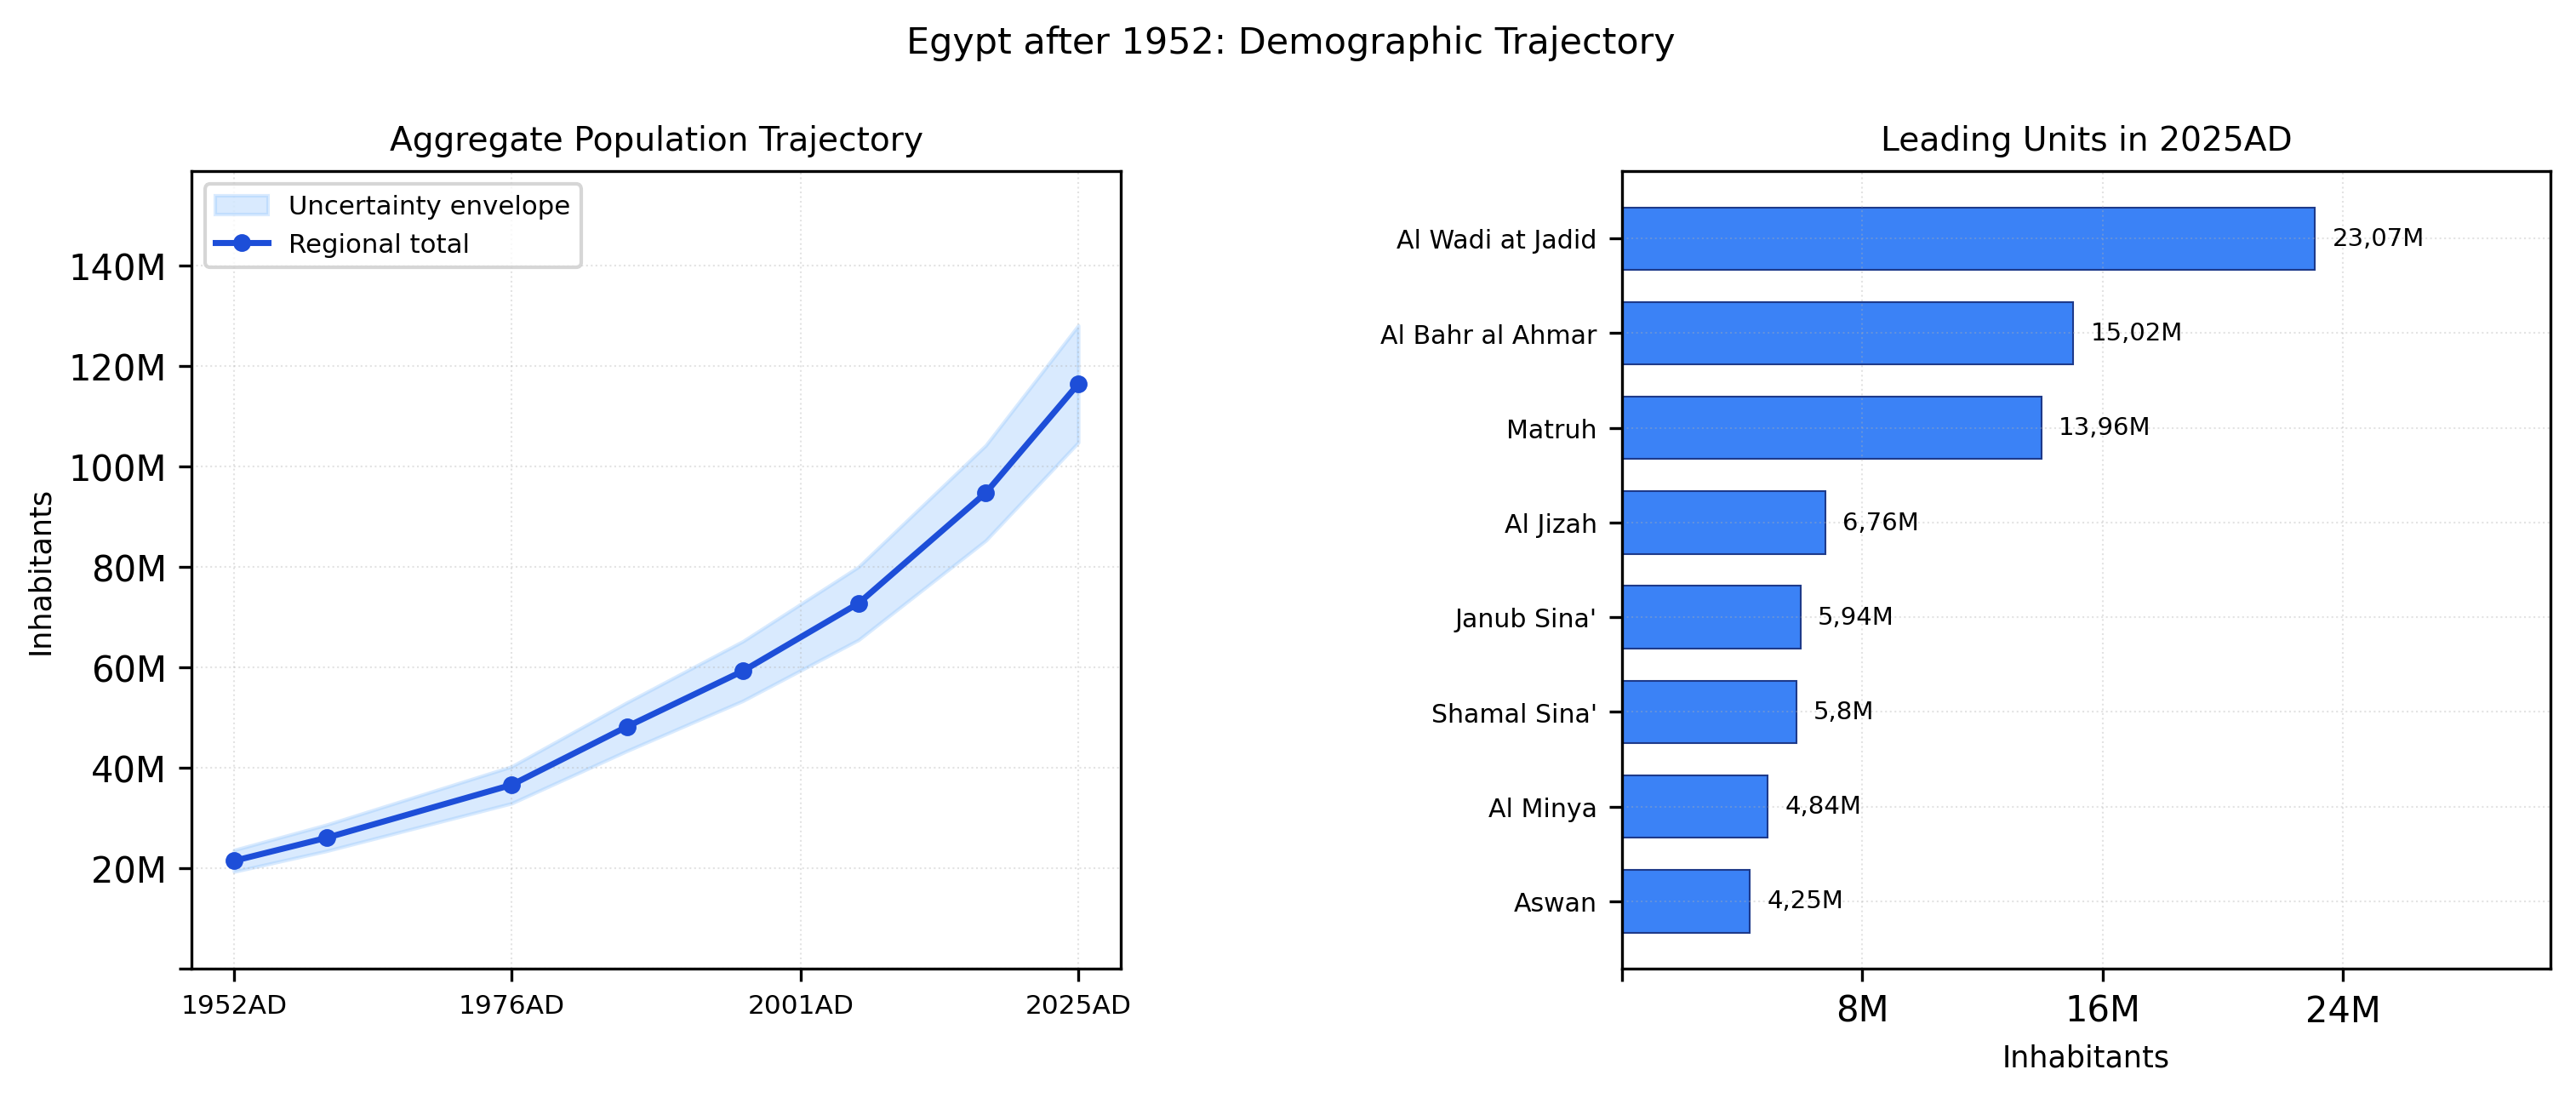 Egypt after 1952: Demographic Trajectory
Aggregate Population Trajectory
Uncertainty envelope
Regional total
Inhabitants
140M
120M
100M
80M
60M
40M
20M
1952AD
1976AD
2001AD
2025AD
Leading Units in 2025AD
Al Wadi at Jadid
23,07M
Al Bahr al Ahmar
15,02M
Matruh
13,96M
Al Jizah
6,76M
Janub Sina'
5,94M
Shamal Sina'
5,8M
Al Minya
4,84M
Aswan
4,25M
8M
16M
24M
Inhabitants